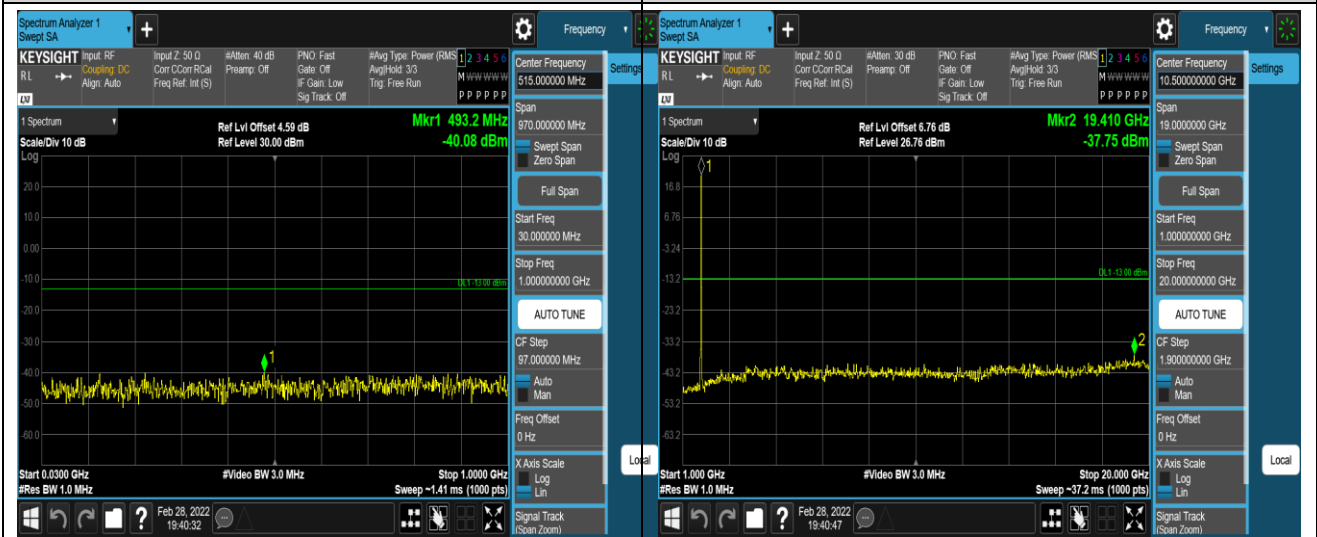 Spectrum Analyzer 1
Swept SA
+
Frequency
KEYSIGHT
RL
LXI
Input: RF
Coupling: DC
Align: Auto
Input Z: 50 Ω
Corr CCorr RCal
Freq Ref: Int (S)
#Atten: 40 dB
Preamp: Off
PNO: Fast
Gate: Off
IF Gain: Low
Sig Track: Off
#Avg Type: Power (RMS
Avg|Hold: 3/3
Trig: Free Run
1 2 3 4 5 6
M W W W W W
P P P P P P
Settings
1 Spectrum
Scale/Div 10 dB
Log
Ref Lvl Offset 4.59 dB
Ref Level 30.00 dBm
Mkr1 493.2 MHz
-40.08 dBm
20.0
10.0
0.00
-10.0
-20.0
-30.0
-40.0
-50.0
-60.0
DL1 -13.00 dBm
1
Start 0.0300 GHz
#Res BW 1.0 MHz
#Video BW 3.0 MHz
Stop 1.0000 GHz
Sweep ~1.41 ms (1000 pts)
Center Frequency
515.000000 MHz
Span
970.000000 MHz
Swept Span
Zero Span
Full Span
Start Freq
30.000000 MHz
Stop Freq
1.000000000 GHz
AUTO TUNE
CF Step
97.000000 MHz
Auto
Man
Freq Offset
0 Hz
X Axis Scale
Log
Lin
Signal Track
(Span Zoom)
Local
?
Feb 28, 2022
19:40:32
Spectrum Analyzer 1
Swept SA
+
Frequency
KEYSIGHT
RL
LXI
Input: RF
Coupling: DC
Align: Auto
Input Z: 50 Ω
Corr CCorr RCal
Freq Ref: Int (S)
#Atten: 30 dB
Preamp: Off
PNO: Fast
Gate: Off
IF Gain: Low
Sig Track: Off
#Avg Type: Power (RMS
Avg|Hold: 3/3
Trig: Free Run
1 2 3 4 5 6
M W W W W W
P P P P P P
Settings
1 Spectrum
Scale/Div 10 dB
Log
Ref Lvl Offset 6.76 dB
Ref Level 26.76 dBm
Mkr2 19.410 GHz
-37.75 dBm
16.8
6.76
-3.24
-13.2
-23.2
-33.2
-43.2
-53.2
-63.2
1
DL1 -13.00 dBm
2
Start 1.000 GHz
#Res BW 1.0 MHz
#Video BW 3.0 MHz
Stop 20.000 GHz
Sweep ~37.2 ms (1000 pts)
Center Frequency
10.500000000 GHz
Span
19.0000000 GHz
Swept Span
Zero Span
Full Span
Start Freq
1.000000000 GHz
Stop Freq
20.000000000 GHz
AUTO TUNE
CF Step
1.900000000 GHz
Auto
Man
Freq Offset
0 Hz
X Axis Scale
Log
Lin
Signal Track
(Span Zoom)
Local
?
Feb 28, 2022
19:40:47